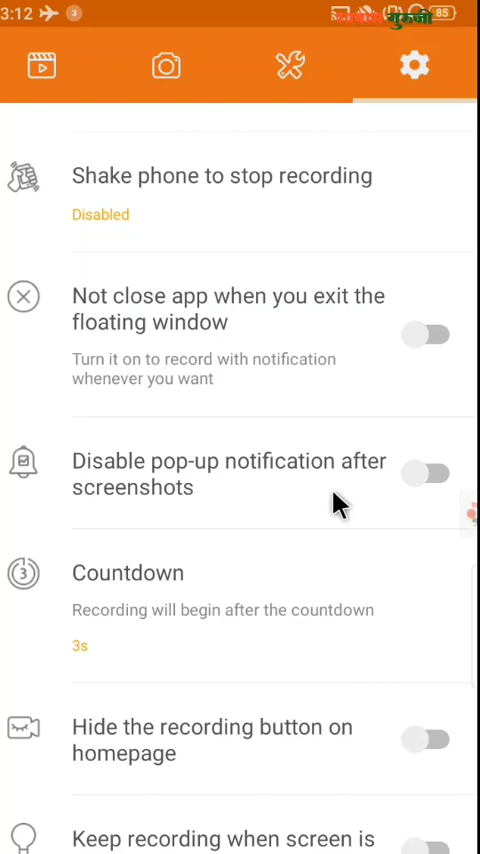 3:12
3
गुरुजी
85
Shake phone to stop recording
Disabled
Not close app when you exit the
floating window
Turn it on to record with notification
whenever you want
Disable pop-up notification after
screenshots
3
Countdown
Recording will begin after the countdown
3s
Hide the recording button on
homepage
Keep recording when screen is